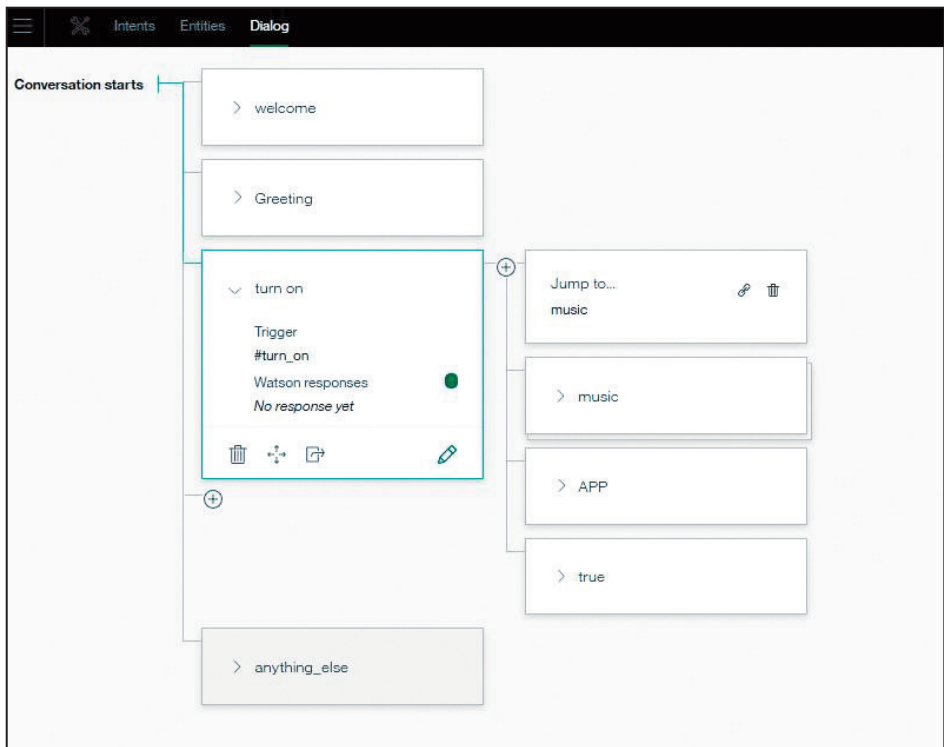 Intents Entities Dialog
Conversation starts
welcome
Greeting
turn on
Trigger
#turn_on
Watson responses
No response yet
Jump to...
music
music
APP
true
anything_else